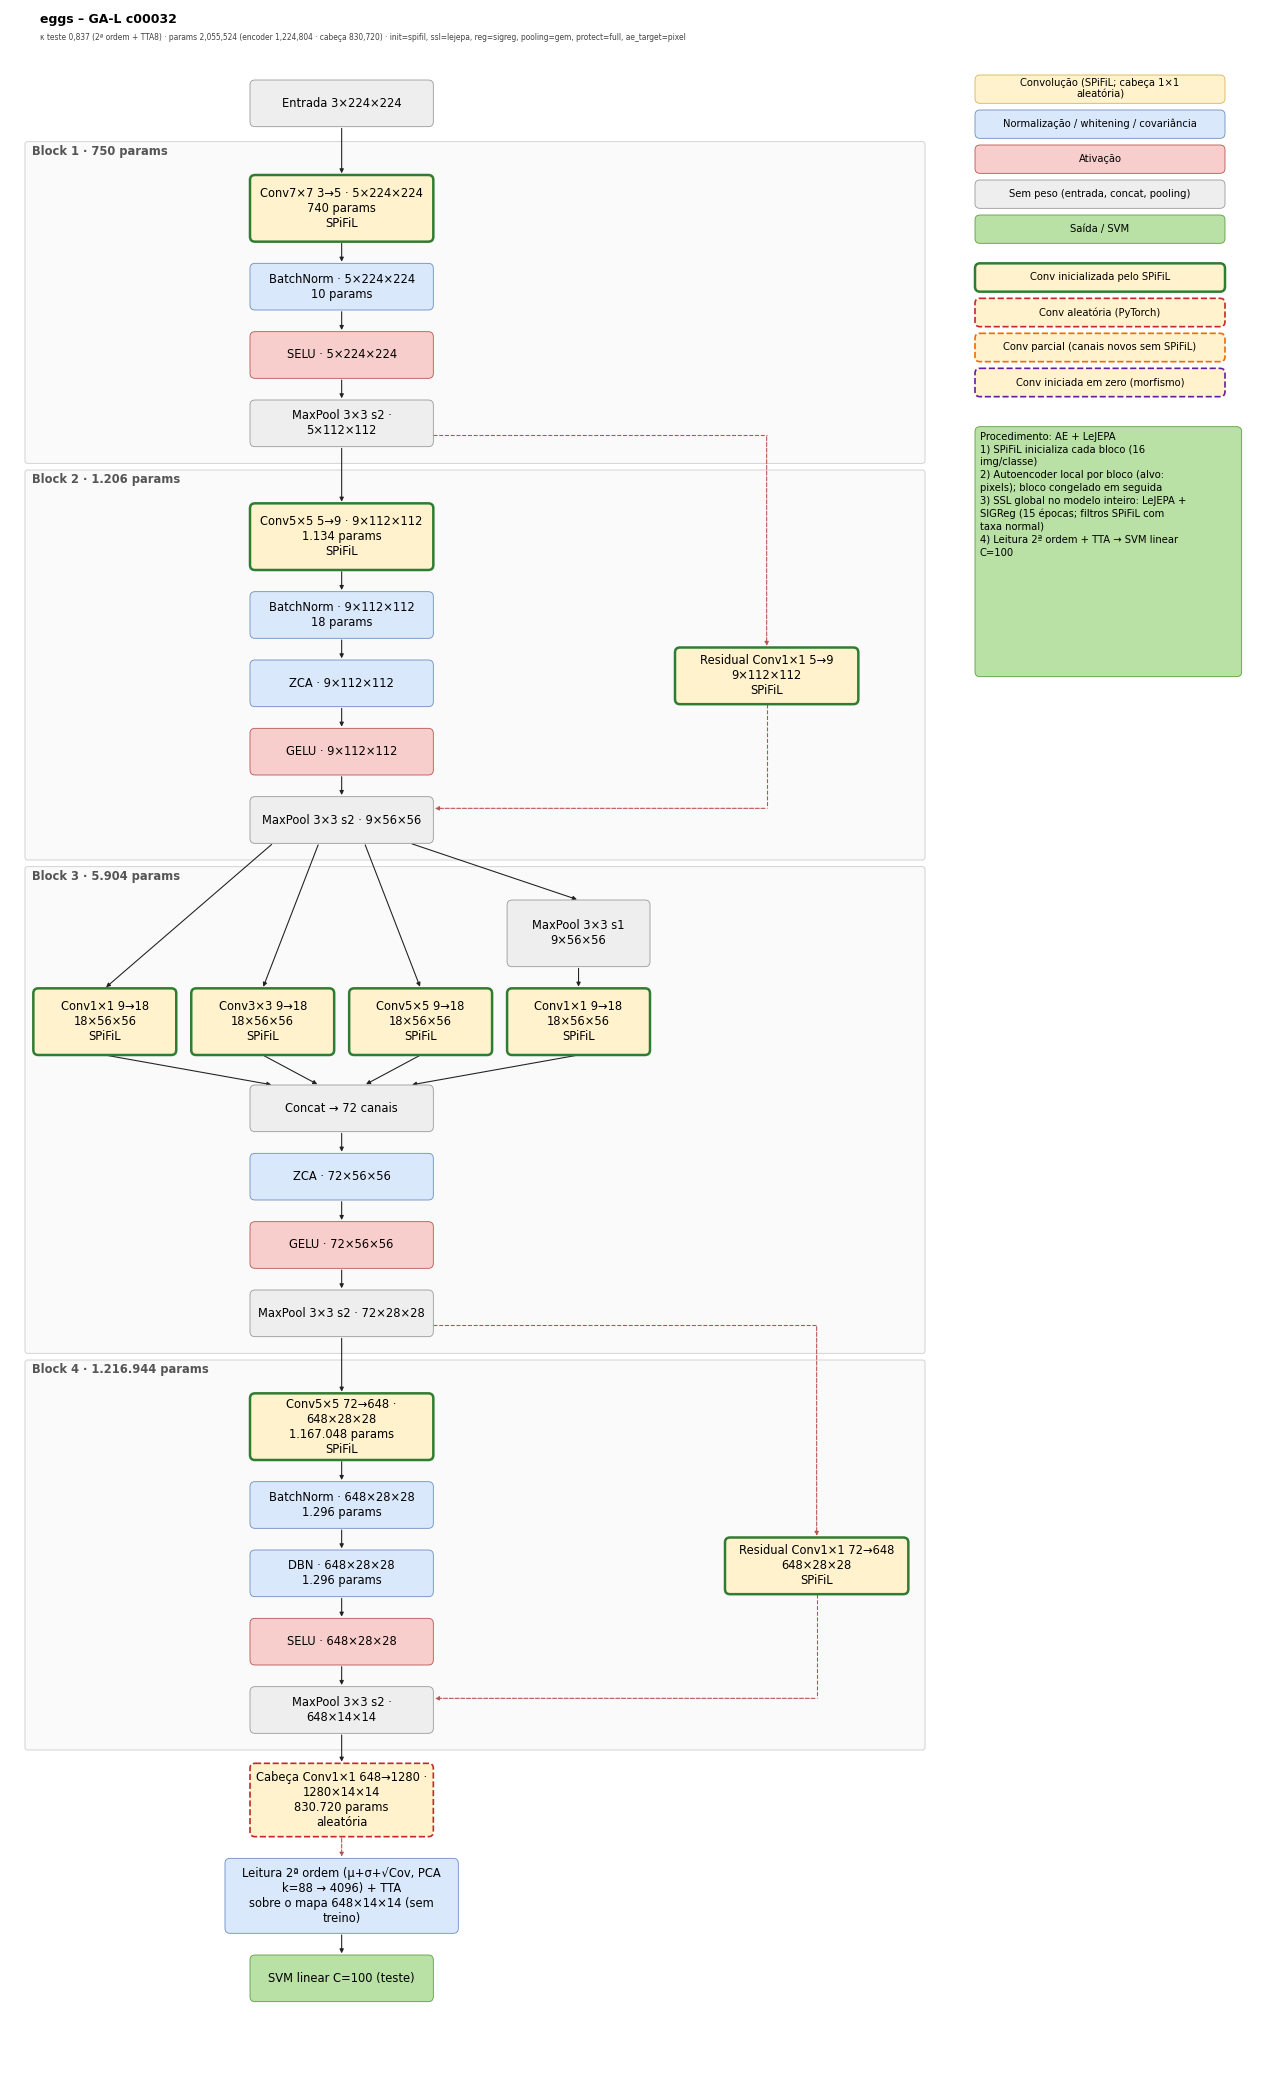 eggs – GA-L c00032
κ teste 0,837 (2ª ordem + TTA8) · params 2,055,524 (encoder 1,224,804 · cabeça 830,720) · init=spifil, ssl=lejepa, reg=sigreg, pooling=gem, protect=full, ae_target=pixel
Entrada 3×224×224
Block 1 · 750 params
Conv7×7 3→5 · 5×224×224
740 params
SPiFiL
BatchNorm · 5×224×224
10 params
SELU · 5×224×224
MaxPool 3×3 s2 ·
5×112×112
Block 2 · 1.206 params
Conv5×5 5→9 · 9×112×112
1.134 params
SPiFiL
BatchNorm · 9×112×112
18 params
ZCA · 9×112×112
Residual Conv1×1 5→9
9×112×112
SPiFiL
GELU · 9×112×112
MaxPool 3×3 s2 · 9×56×56
Block 3 · 5.904 params
MaxPool 3×3 s1
9×56×56
Conv1×1 9→18
18×56×56
SPiFiL
Conv3×3 9→18
18×56×56
SPiFiL
Conv5×5 9→18
18×56×56
SPiFiL
Conv1×1 9→18
18×56×56
SPiFiL
Concat → 72 canais
ZCA · 72×56×56
GELU · 72×56×56
MaxPool 3×3 s2 · 72×28×28
Block 4 · 1.216.944 params
Conv5×5 72→648 ·
648×28×28
1.167.048 params
SPiFiL
BatchNorm · 648×28×28
1.296 params
DBN · 648×28×28
1.296 params
Residual Conv1×1 72→648
648×28×28
SPiFiL
SELU · 648×28×28
MaxPool 3×3 s2 ·
648×14×14
Cabeça Conv1×1 648→1280 ·
1280×14×14
830.720 params
aleatória
Leitura 2ª ordem (μ+σ+√Cov, PCA
k=88 → 4096) + TTA
sobre o mapa 648×14×14 (sem
treino)
SVM linear C=100 (teste)
Convolução (SPiFiL; cabeça 1×1
aleatória)
Normalização / whitening / covariância
Ativação
Sem peso (entrada, concat, pooling)
Saída / SVM
Conv inicializada pelo SPiFiL
Conv aleatória (PyTorch)
Conv parcial (canais novos sem SPiFiL)
Conv iniciada em zero (morfismo)
Procedimento: AE + LeJEPA
1) SPiFiL inicializa cada bloco (16
img/classe)
2) Autoencoder local por bloco (alvo:
pixels); bloco congelado em seguida
3) SSL global no modelo inteiro: LeJEPA +
SIGReg (15 épocas; filtros SPiFiL com
taxa normal)
4) Leitura 2ª ordem + TTA → SVM linear
C=100